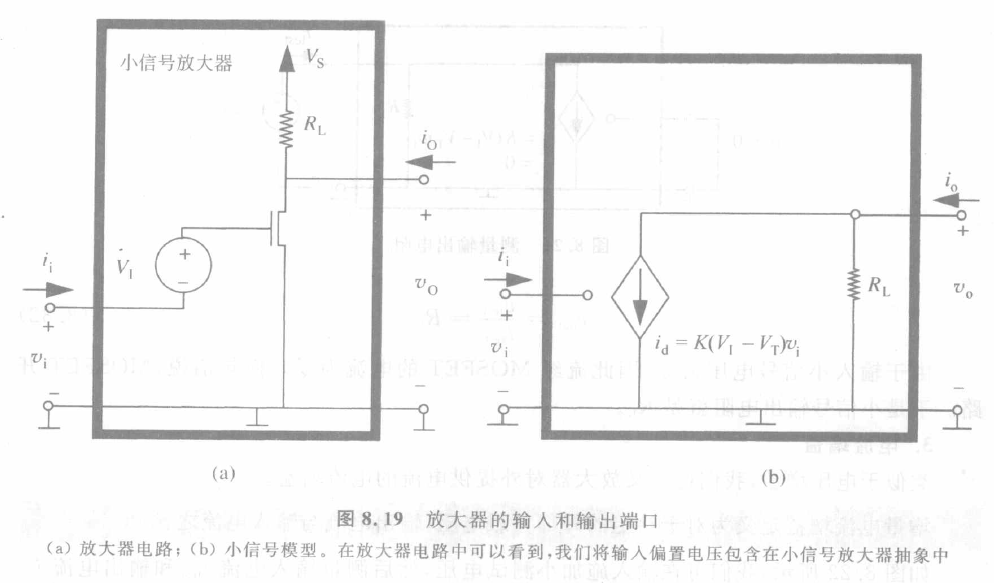 小信号放大器
V_S
R_L
i_O
+
V_I
+
−
i_i
+
v_i
−
v_O
−
(a)
i_i
+
v_i
−
i_d = K(V_I − V_T)v_i
R_L
i_o
+
v_o
−
(b)
图 8.19 放大器的输入和输出端口
(a) 放大器电路；(b) 小信号模型。在放大器电路中可以看到，我们将输入偏置电压包含在小信号放大器抽象中